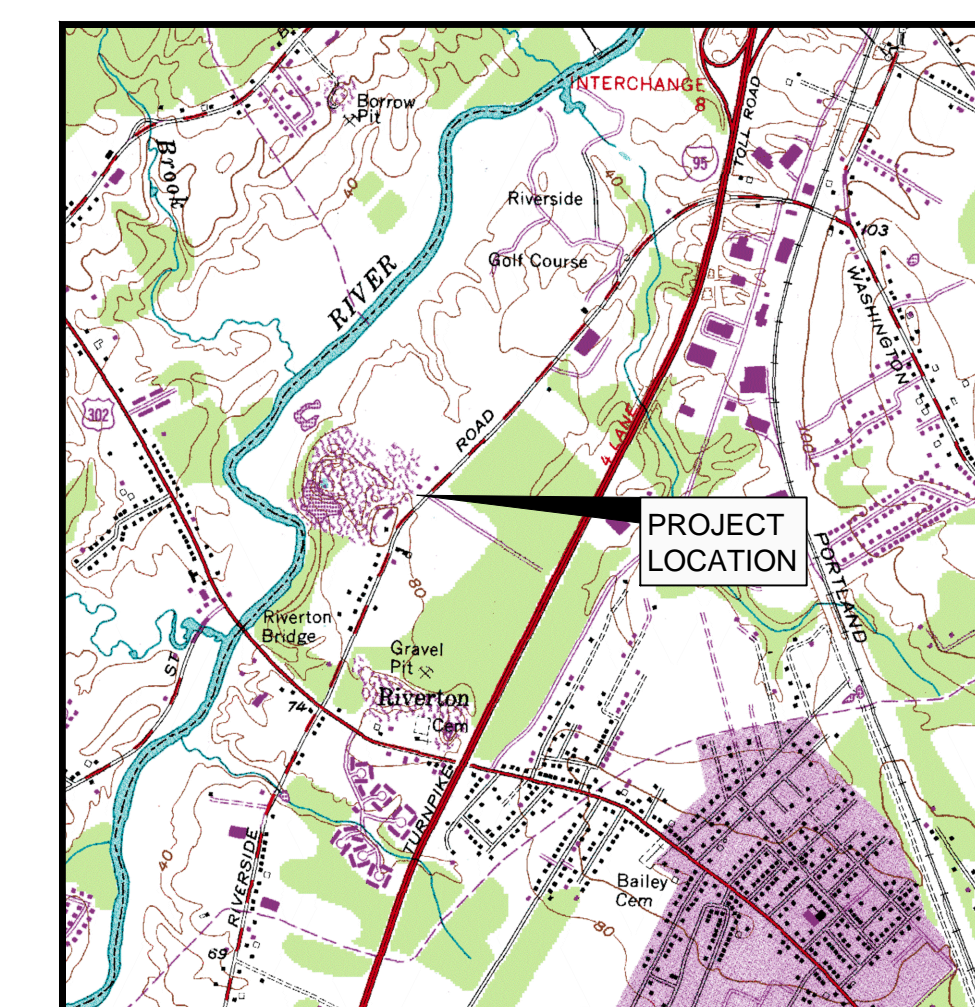 INTERCHANGE
8
Borrow
Pit
TOLL ROAD
95
Brook
40
40
Riverside
103
Golf Course
RIVER
WASHINGTON
302
ROAD
4 LANE
100
PROJECT
LOCATION
PORTLAND
80
Riverton
Bridge
Gravel
Pit
ST
Riverton
74
Cem
TURNPIKE
40
RIVERSIDE
Bailey
Cem
80
69